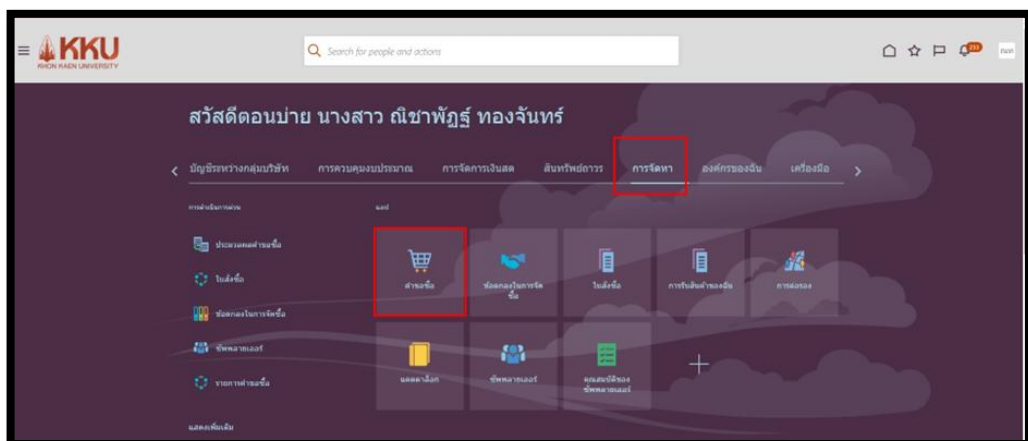 KKU
KHON KAEN UNIVERSITY
Search for people and actions
233
สวัสดีตอนบ่าย นางสาว ณิชาพัฏฐ์ ทองจันทร์
บัญชีระหว่างกลุ่มบริษัท การควบคุมงบประมาณ การจัดการเงินสด สินทรัพย์ถาวร การจัดหา องค์กรของฉัน เครื่องมือ
การดำเนินการด่วน
แอป
ประมวลผลคำขอซื้อ
ใบสั่งซื้อ
ข้อตกลงในการจัดซื้อ
ซัพพลายเออร์
รายการคำขอซื้อ
แสดงเพิ่มเติม
คำขอซื้อ
ข้อตกลงในการจัด
ซื้อ
ใบสั่งซื้อ
การรับสินค้าของฉัน
การต่อรอง
แคตตาล็อก
ซัพพลายเออร์
คุณสมบัติของ
ซัพพลายเออร์